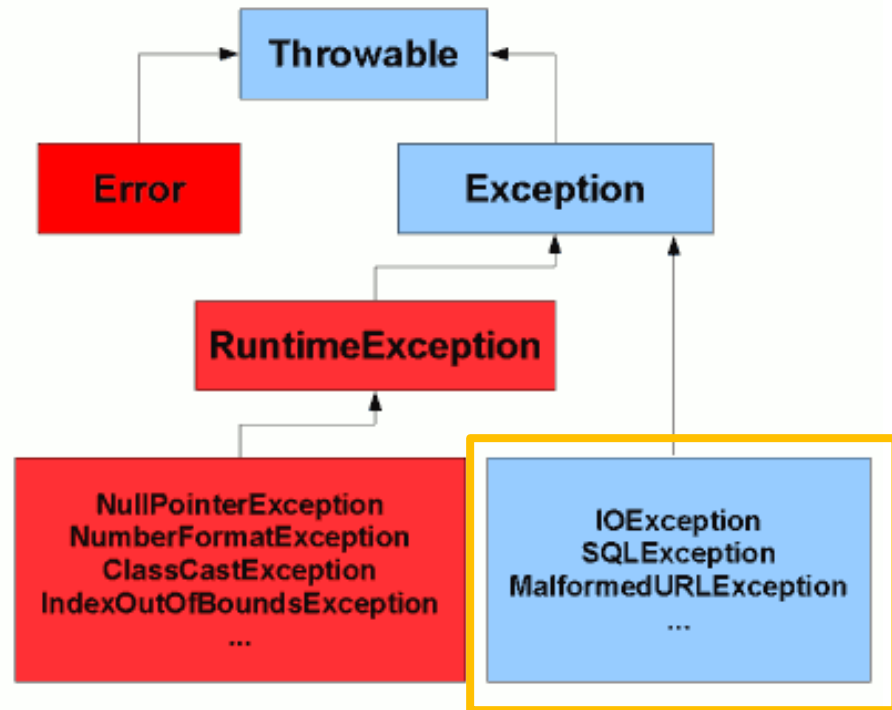 Throwable
Error
Exception
RuntimeException
NullPointerException
NumberFormatException
ClassCastException
IndexOutOfBoundsException
...
IOException
SQLException
MalformedURLException
...